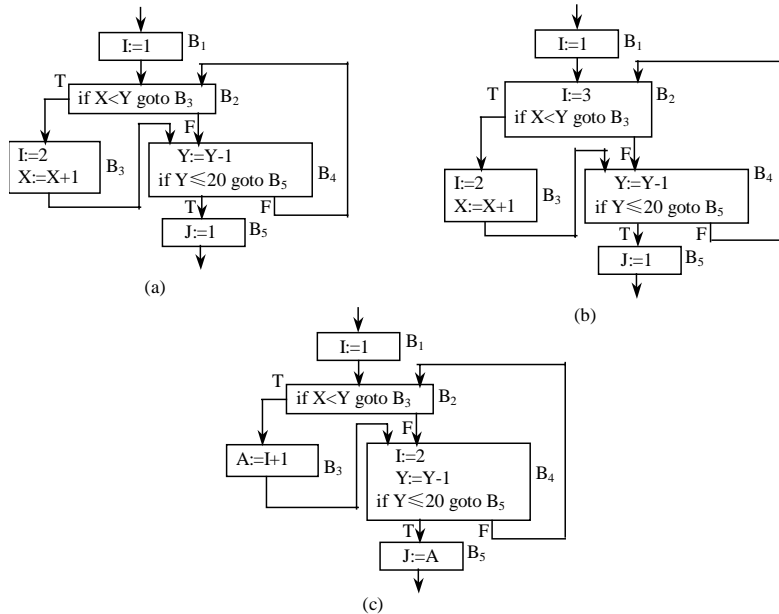 I:=1 B1
T
if X<Y goto B3 B2
F
I:=2
X:=X+1
B3
Y:=Y-1
if Y≤20 goto B5
B4
T F
J:=1 B5
(a)
I:=1 B1
T
I:=3
if X<Y goto B3
B2
F
I:=2
X:=X+1
B3
Y:=Y-1
if Y≤20 goto B5
B4
T F
J:=1
B5
(b)
I:=1 B1
T
if X<Y goto B3 B2
F
A:=I+1 B3
I:=2
Y:=Y-1
if Y≤20 goto B5
B4
T F
J:=A B5
(c)